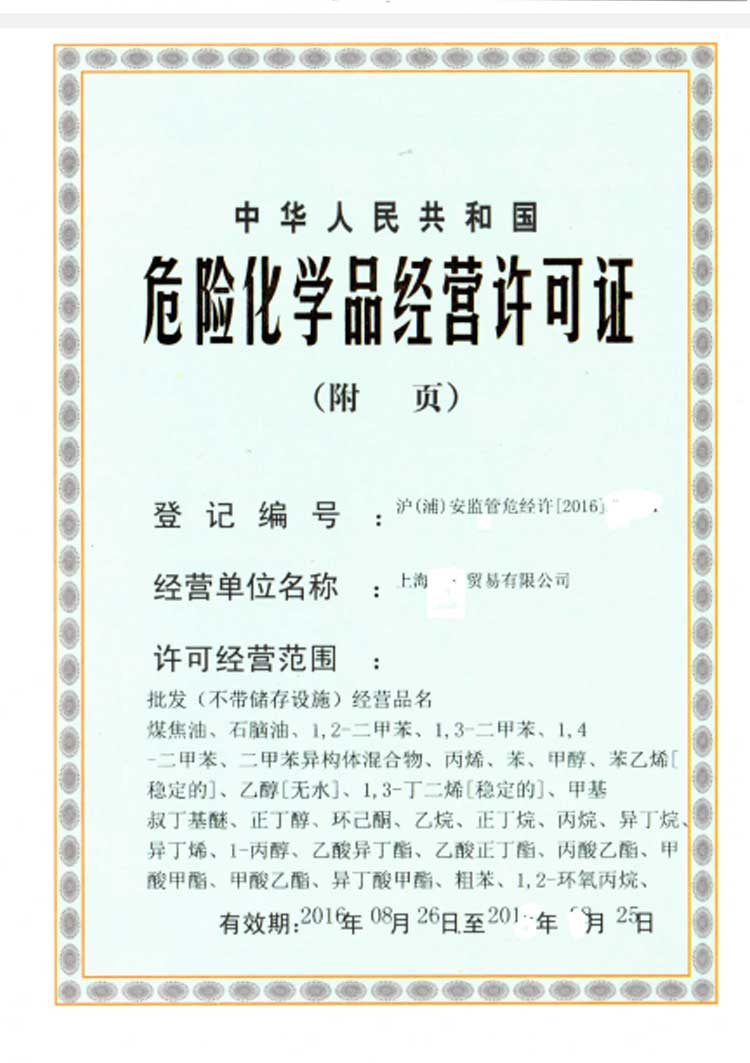 中华人民共和国
危险化学品经营许可证
（附 页）
登记编号：沪(浦)安监管危经许[2016]
经营单位名称：上海 贸易有限公司
许可经营范围：
批发（不带储存设施）经营品名
煤焦油、石脑油、1,2-二甲苯、1,3-二甲苯、1,4
-二甲苯、二甲苯异构体混合物、丙烯、苯、甲醇、苯乙烯[
稳定的]、乙醇[无水]、1,3-丁二烯[稳定的]、甲基
叔丁基醚、正丁醇、环己酮、乙烷、正丁烷、丙烷、异丁烷、
异丁烯、1-丙醇、乙酸异丁酯、乙酸正丁酯、丙酸乙酯、甲
酸甲酯、甲酸乙酯、异丁酸甲酯、粗苯、1,2-环氧丙烷、
有效期：2016年08月26日至201 年 月25日